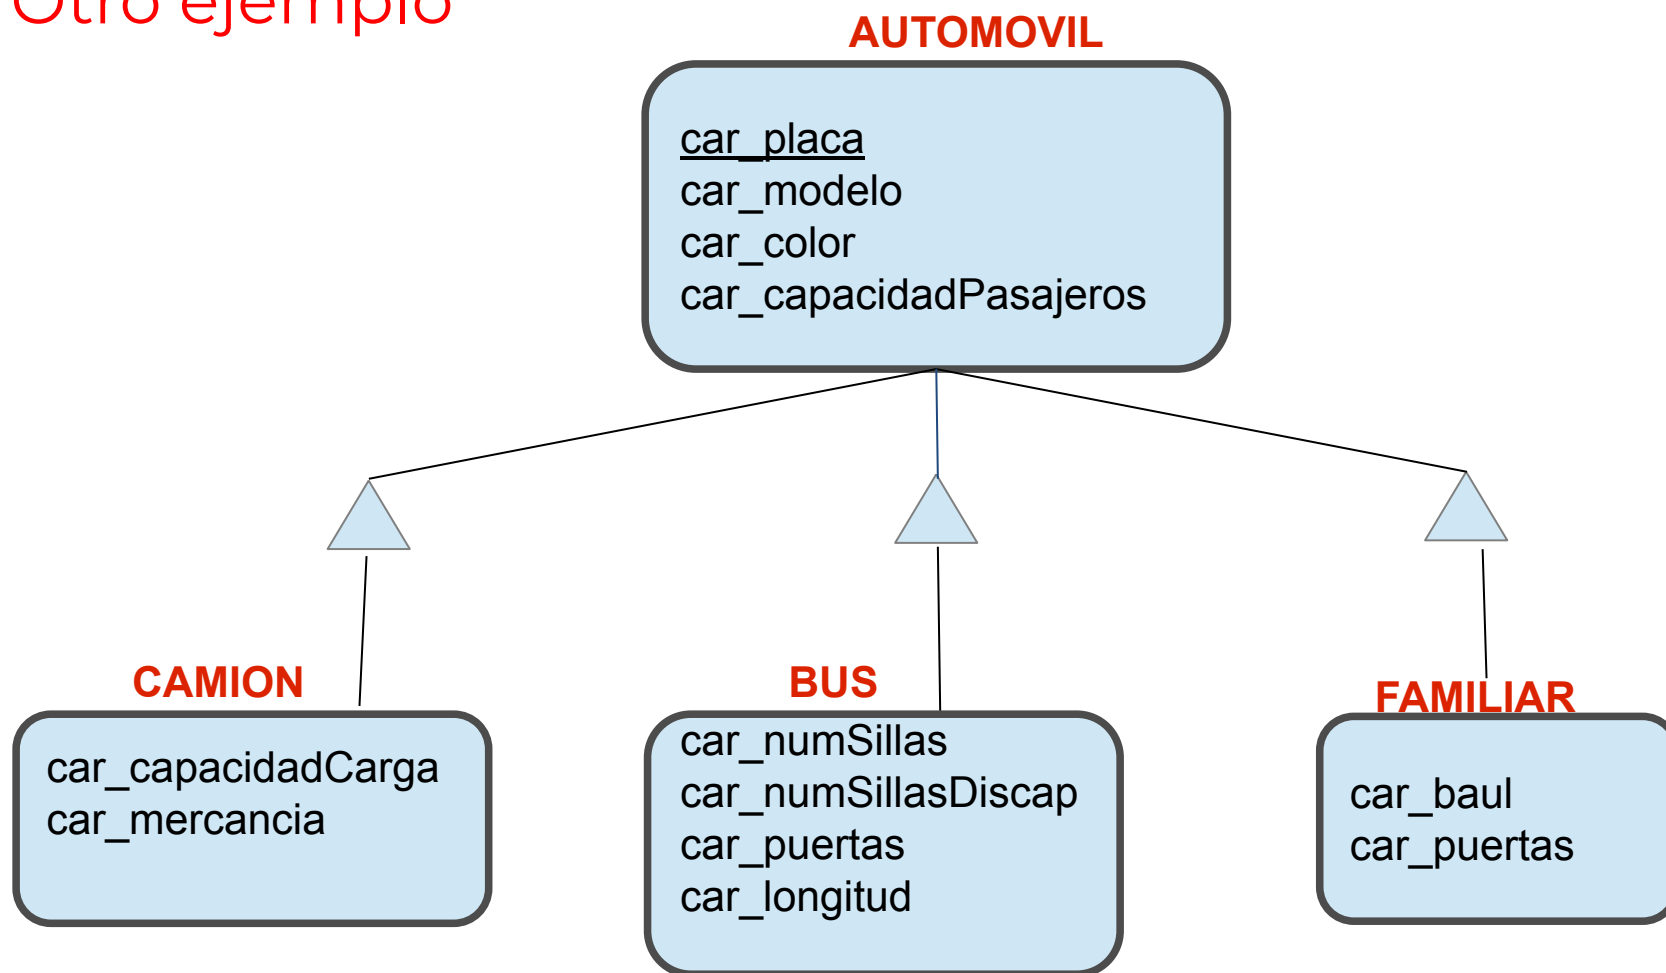 Otro ejemplo
AUTOMOVIL
car_placa
car_modelo
car_color
car_capacidadPasajeros
CAMION
car_capacidadCarga
car_mercancia
BUS
car_numSillas
car_numSillasDiscap
car_puertas
car_longitud
FAMILIAR
car_baul
car_puertas